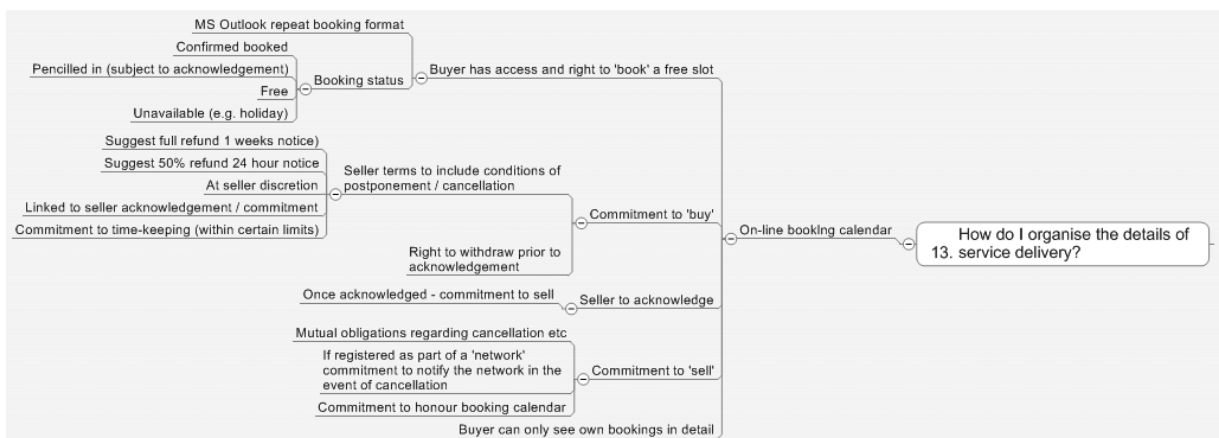 MS Outlook repeat booking format
Confirmed booked
Pencilled in (subject to acknowledgement)
Free
Unavailable (e.g. holiday)
Booking status
Buyer has access and right to 'book' a free slot
Suggest full refund 1 weeks notice)
Suggest 50% refund 24 hour notice
At seller discretion
Linked to seller acknowledgement / commitment
Commitment to time-keeping (within certain limits)
Seller terms to include conditions of
postponement / cancellation
Right to withdraw prior to
acknowledgement
Commitment to 'buy'
Once acknowledged - commitment to sell
Seller to acknowledge
Mutual obligations regarding cancellation etc
If registered as part of a 'network'
commitment to notify the network in the
event of cancellation
Commitment to honour booking calendar
Commitment to 'sell'
Buyer can only see own bookings in detail
On-line booking calendar
How do I organise the details of
13. service delivery?